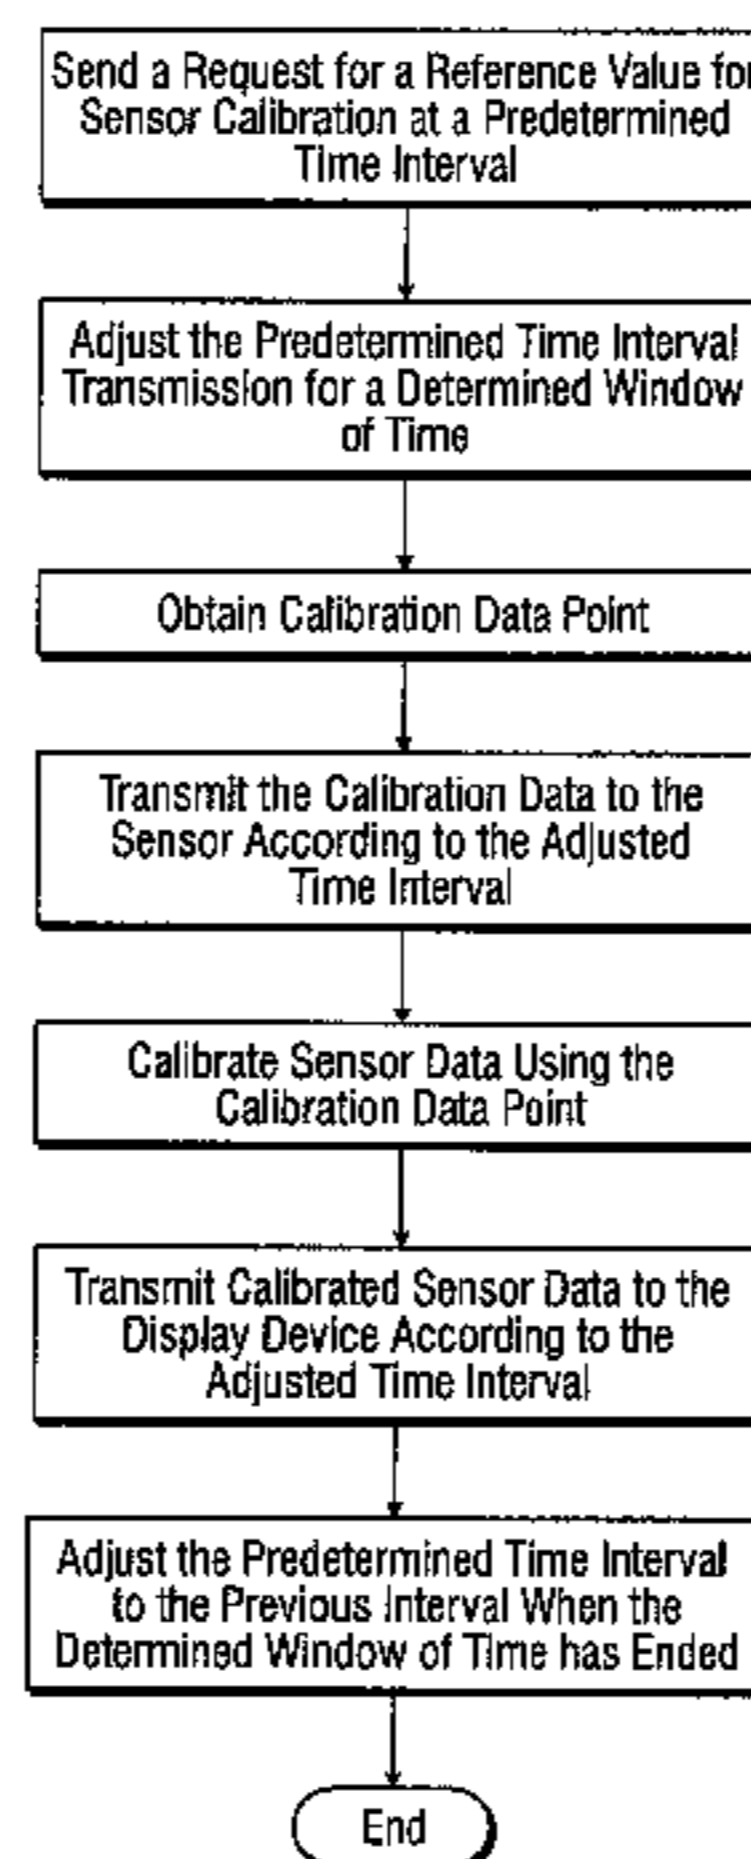 Send a Request for a Reference Value for
Sensor Calibration at a Predetermined
Time Interval
Adjust the Predetermined Time Interval
Transmission for a Determined Window
of Time
Obtain Calibration Data Point
Transmit the Calibration Data to the
Sensor According to the Adjusted
Time Interval
Calibrate Sensor Data Using the
Calibration Data Point
Transmit Calibrated Sensor Data to the
Display Device According to the
Adjusted Time Interval
Adjust the Predetermined Time Interval
to the Previous Interval When the
Determined Window of Time has Ended
End